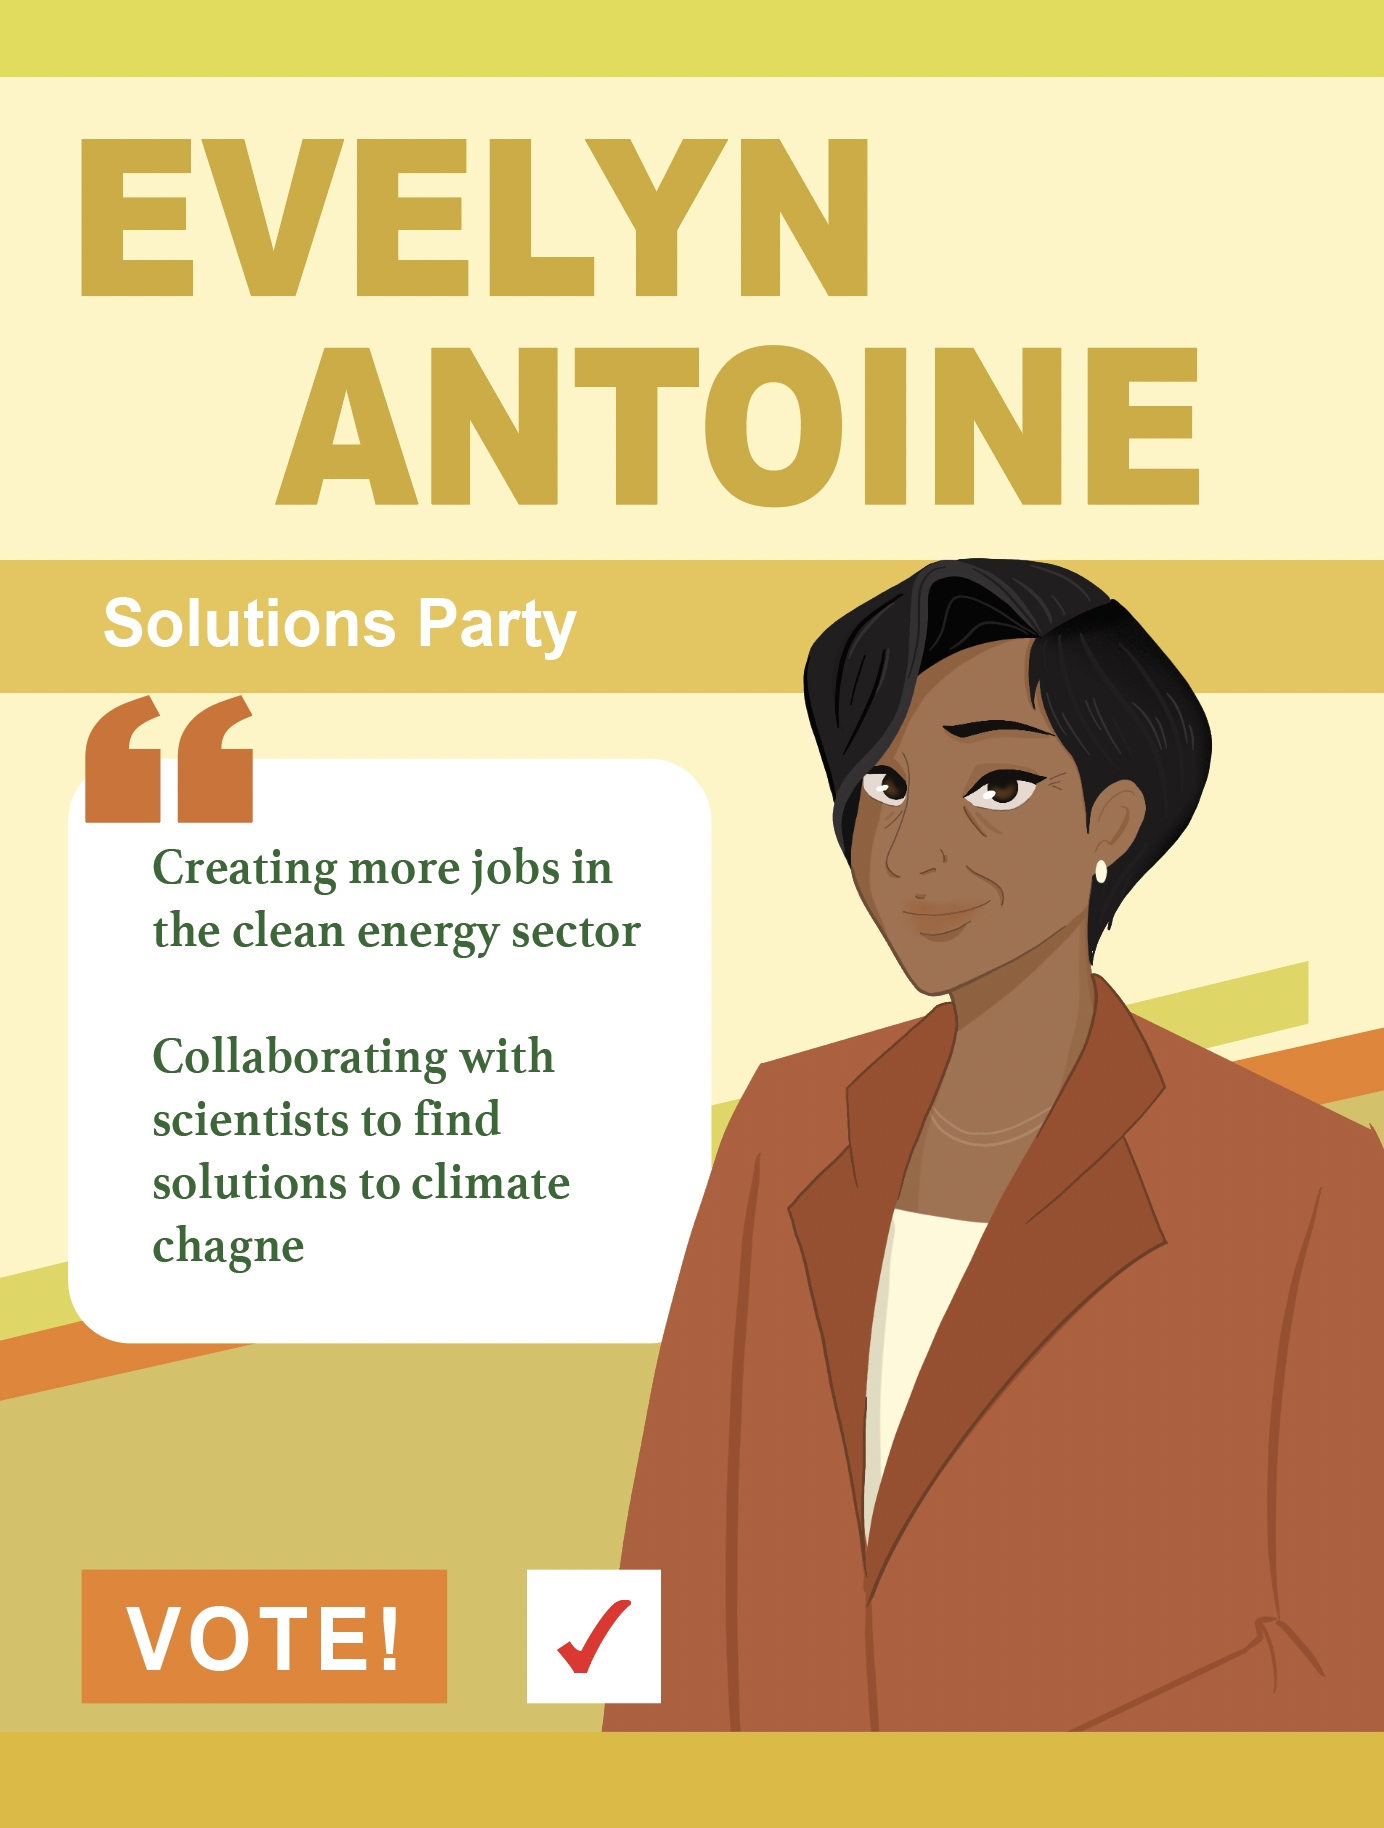 EVELYN
ANTOINE
Solutions Party
“
Creating more jobs in
the clean energy sector
Collaborating with
scientists to find
solutions to climate
chagne
VOTE!